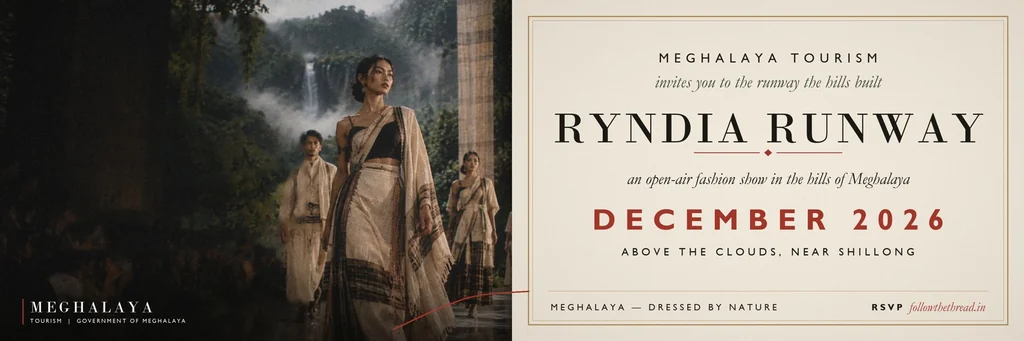 MEGHALAYA
TOURISM | GOVERNMENT OF MEGHALAYA
MEGHALAYA TOURISM
invites you to the runway the hills built
RYNDIA RUNWAY
an open-air fashion show in the hills of Meghalaya
DECEMBER 2026
ABOVE THE CLOUDS, NEAR SHILLONG
MEGHALAYA — DRESSED BY NATURE
RSVP followthethread.in